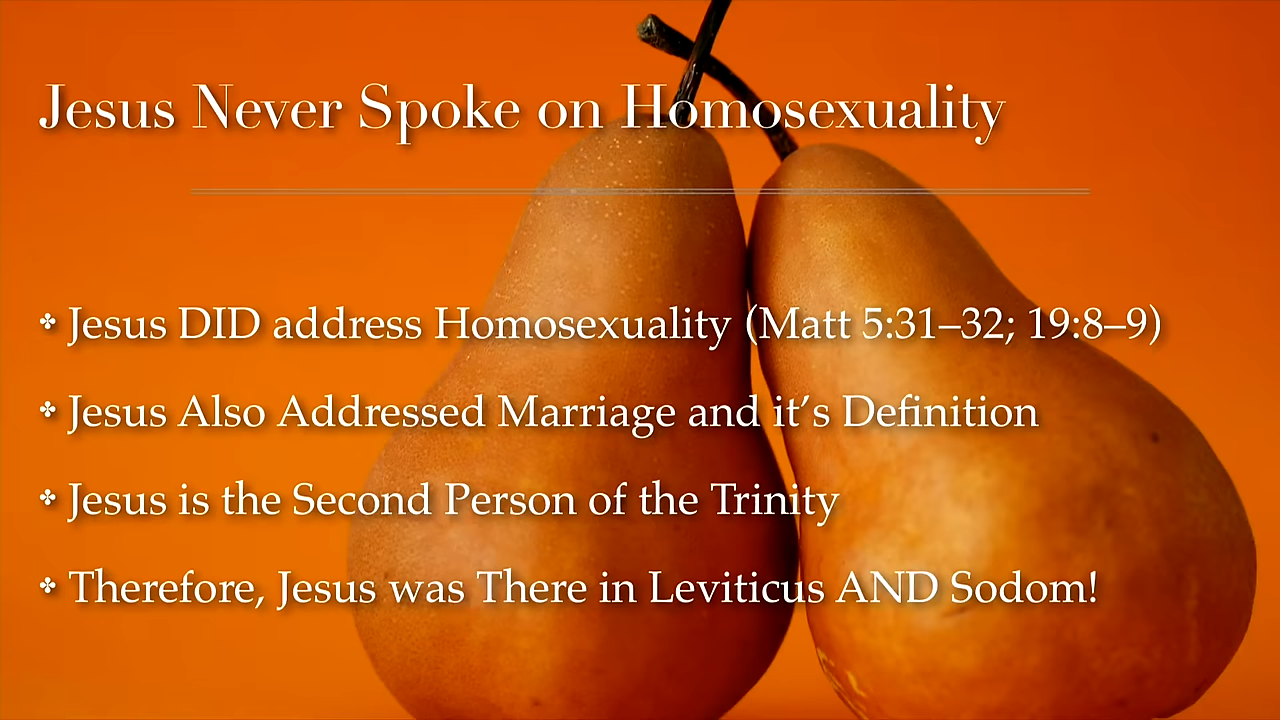 Jesus Never Spoke on Homosexuality
✤ Jesus DID address Homosexuality (Matt 5:31–32; 19:8–9)
✤ Jesus Also Addressed Marriage and it’s Definition
✤ Jesus is the Second Person of the Trinity
✤ Therefore, Jesus was There in Leviticus AND Sodom!